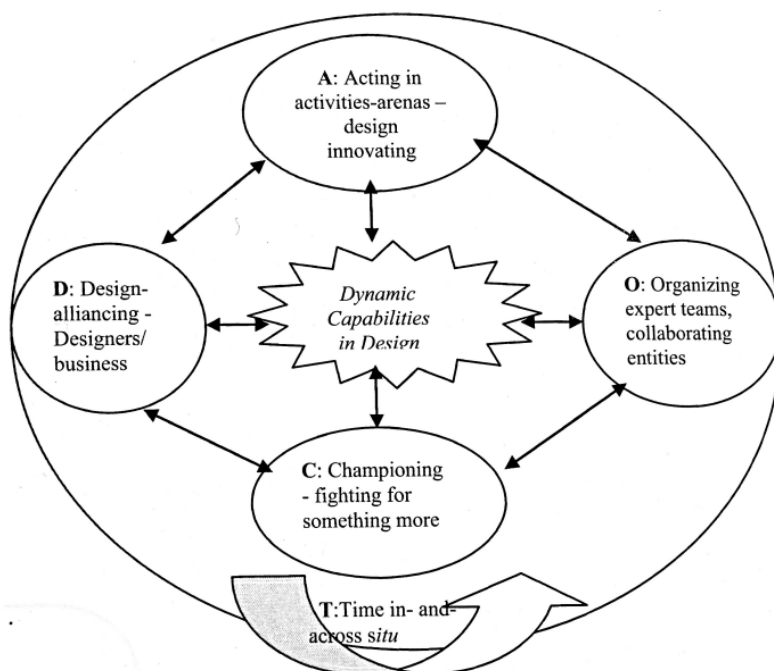 A: Acting in
activities-arenas –
design
innovating
D: Design-
alliancing -
Designers/
business
Dynamic
Capabilities
in Design
O: Organizing
expert teams,
collaborating
entities
C: Championing
- fighting for
something more
T:Time in- and-
across situ